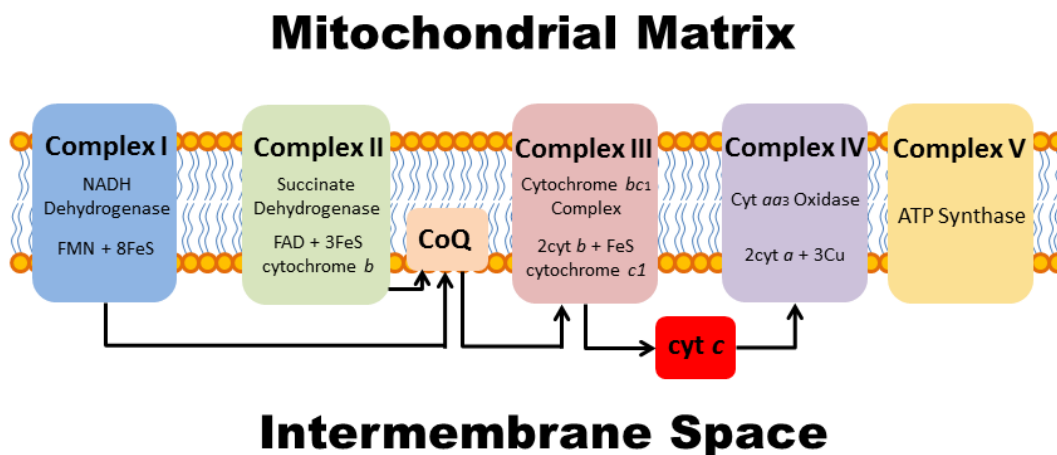 Mitochondrial Matrix
Complex I
NADH
Dehydrogenase
FMN + 8FeS
Complex II
Succinate
Dehydrogenase
FAD + 3FeS
cytochrome b
CoQ
Complex III
Cytochrome bc1
Complex
2cyt b + FeS
cytochrome c1
cyt c
Complex IV
Cyt aa3 Oxidase
2cyt a + 3Cu
Complex V
ATP Synthase
Intermembrane Space